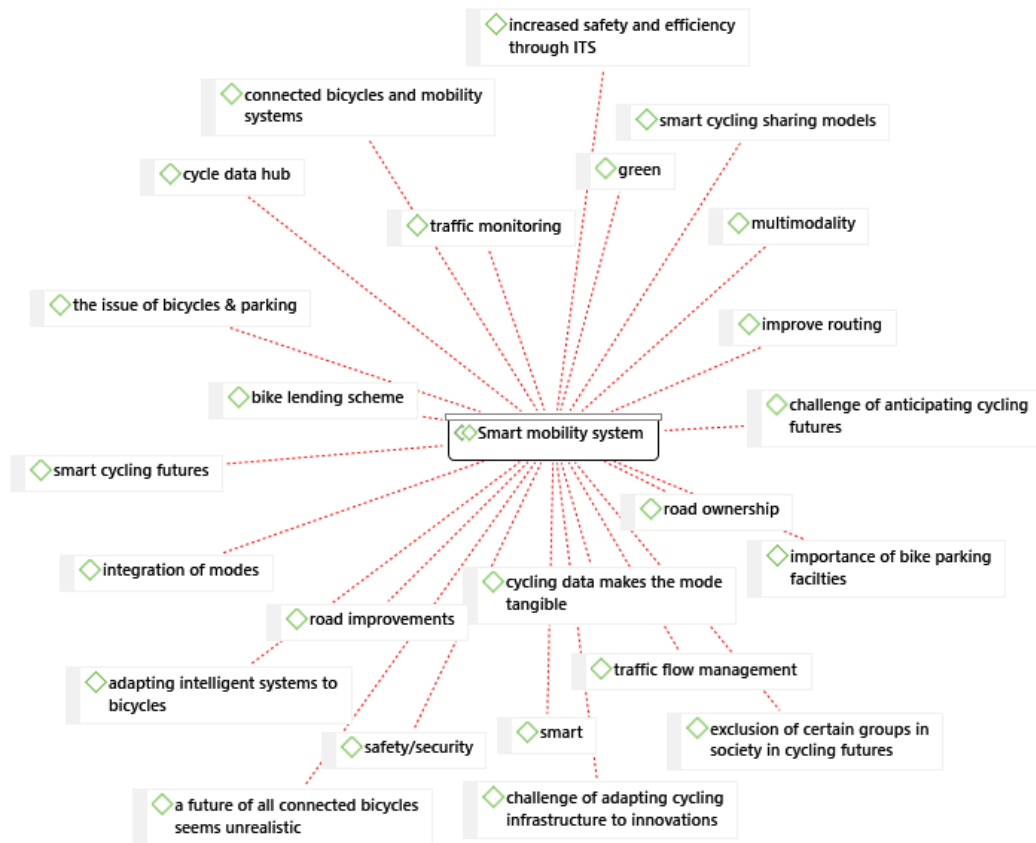 increased safety and efficiency
through ITS
connected bicycles and mobility
systems
smart cycling sharing models
cycle data hub
green
traffic monitoring
multimodality
the issue of bicycles & parking
improve routing
bike lending scheme
challenge of anticipating cycling
futures
Smart mobility system
smart cycling futures
road ownership
integration of modes
importance of bike parking
facilties
cycling data makes the mode
tangible
road improvements
traffic flow management
adapting intelligent systems to
bicycles
exclusion of certain groups in
society in cycling futures
smart
safety/security
a future of all connected bicycles
seems unrealistic
challenge of adapting cycling
infrastructure to innovations